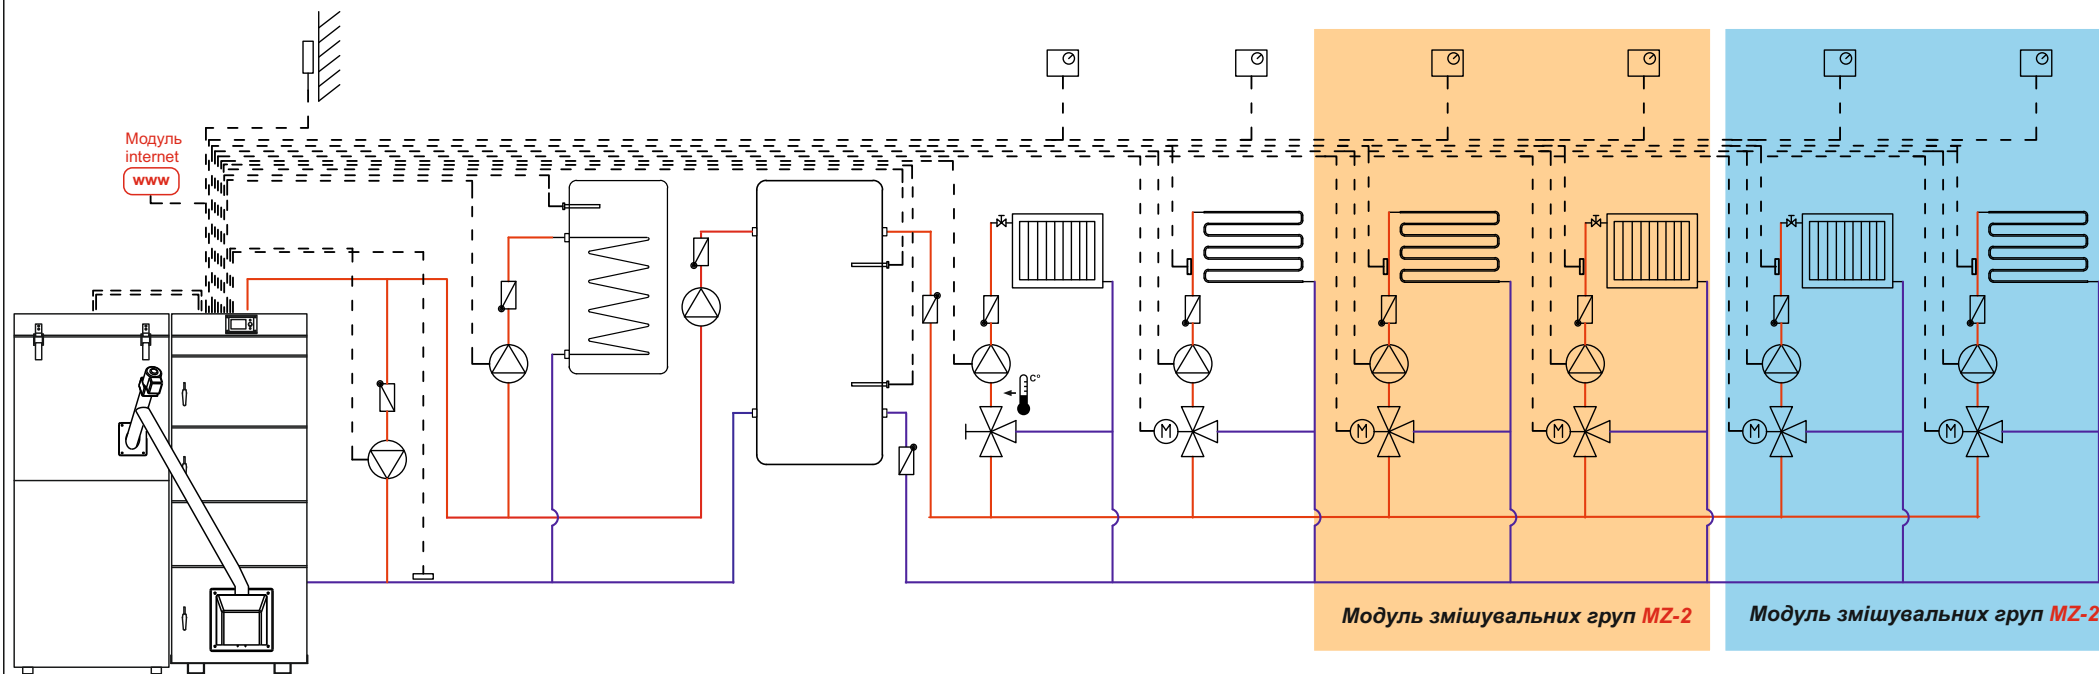 Модуль
internet
www
C°
M
M
M
M
M
Модуль змішувальних груп MZ-2
Модуль змішувальних груп MZ-2